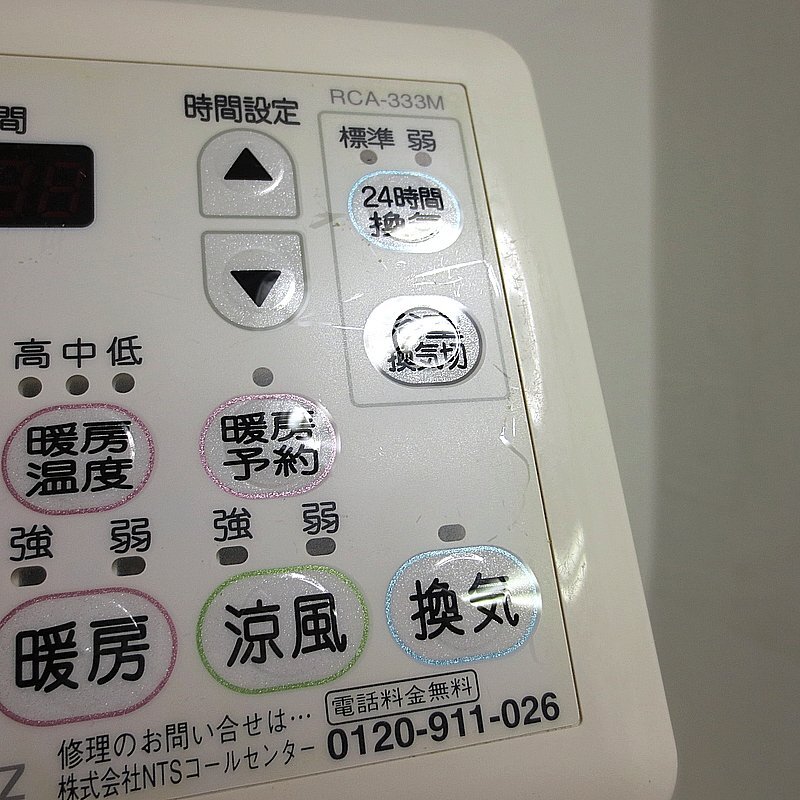 間
時間設定
RCA-333M
標準 弱
24時間
換気
換気切
高 中 低
暖房
温度
暖房
予約
強 弱
強 弱
暖房
涼風
換気
修理のお問い合せは…
電話料金無料
株式会社NTSコールセンター
0120-911-026
Z